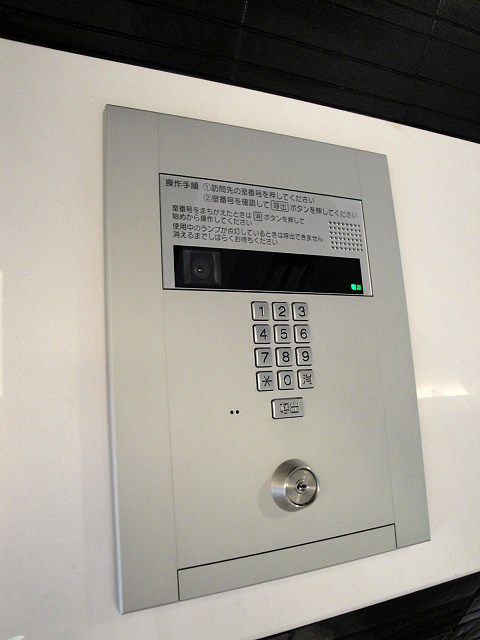 操作手順 ①訪問先の室番号を押してください
②室番号を確認して 呼出 ボタンを押してください
室番号をまちがえたときは 消 ボタンを押して
始めから操作してください
使用中のランプが点灯しているときは呼出できません
消えるまでしばらくお待ちください
1 2 3
4 5 6
7 8 9
* 0 消
呼出